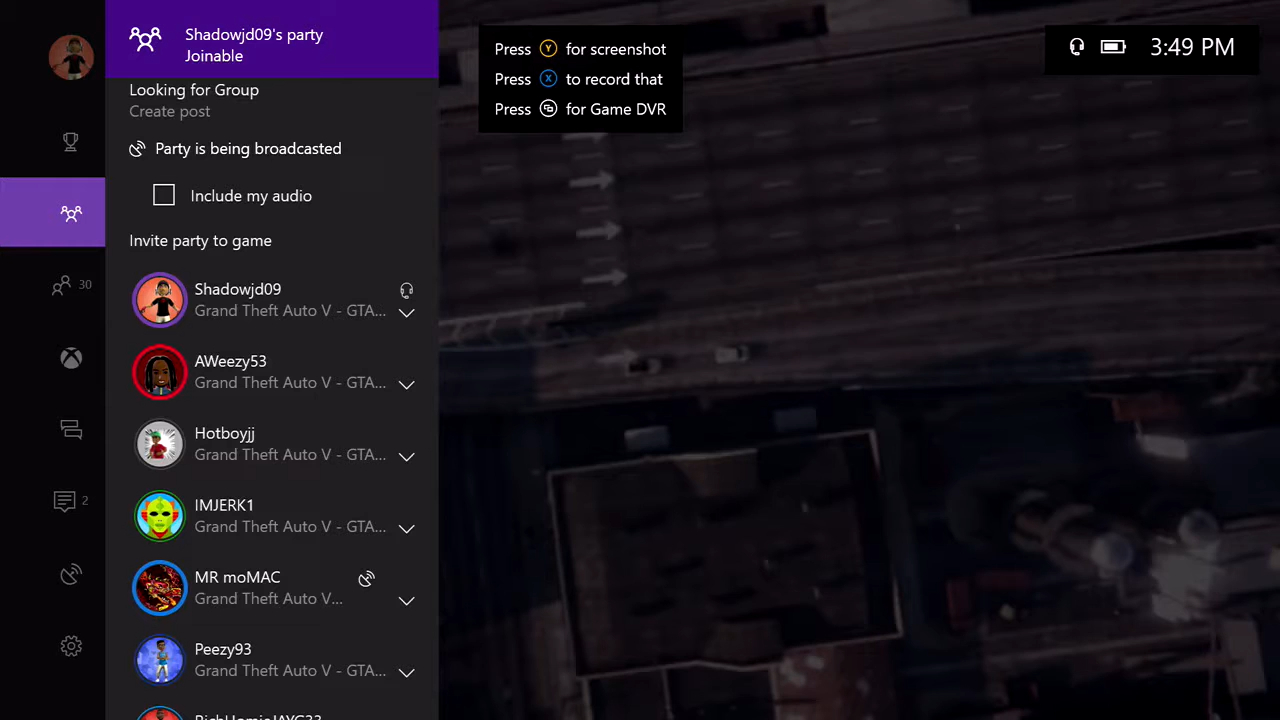 Shadowjd09's party
Joinable
Looking for Group
Create post
Party is being broadcasted
Include my audio
Invite party to game
Shadowjd09
Grand Theft Auto V - GTA...
AWeezy53
Grand Theft Auto V - GTA...
Hotboyjj
Grand Theft Auto V - GTA...
IMJERK1
Grand Theft Auto V - GTA...
MR moMAC
Grand Theft Auto V...
Peezy93
Grand Theft Auto V - GTA...
30
2
Press Y for screenshot
Press X to record that
Press for Game DVR
3:49 PM